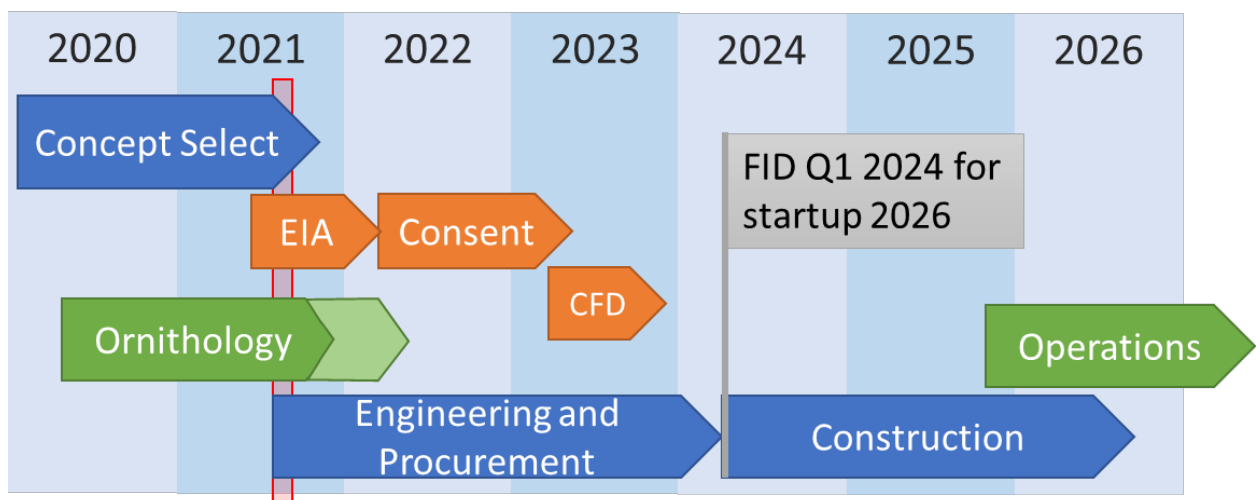 2020 2021 2022 2023 2024 2025 2026
Concept Select
FID Q1 2024 for
startup 2026
EIA
Consent
CFD
Ornithology
Operations
Engineering and
Procurement
Construction